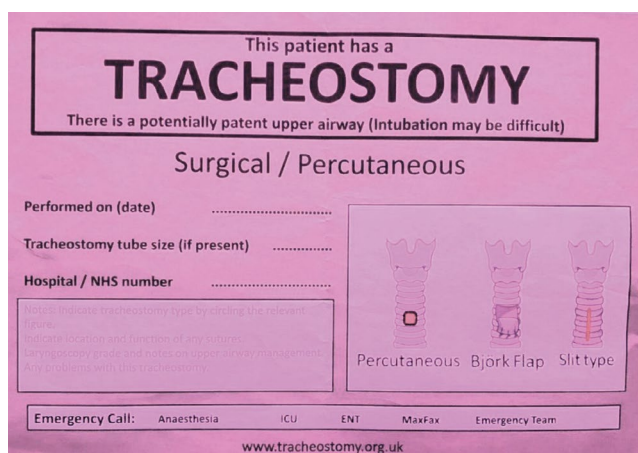 This patient has a
TRACHEOSTOMY
There is a potentially patent upper airway (Intubation may be difficult)
Surgical / Percutaneous
Performed on (date) ................................
Tracheostomy tube size (if present) ................
Hospital / NHS number ................................
Notes: Indicate tracheostomy type by circling the relevant
figure.
Indicate location and function of any sutures.
Laryngoscopy grade and notes on upper airway management.
Any problems with this tracheostomy
Percutaneous Bjork Flap Slit type
Emergency Call: Anaesthesia ICU ENT MaxFax Emergency Team
www.tracheostomy.org.uk